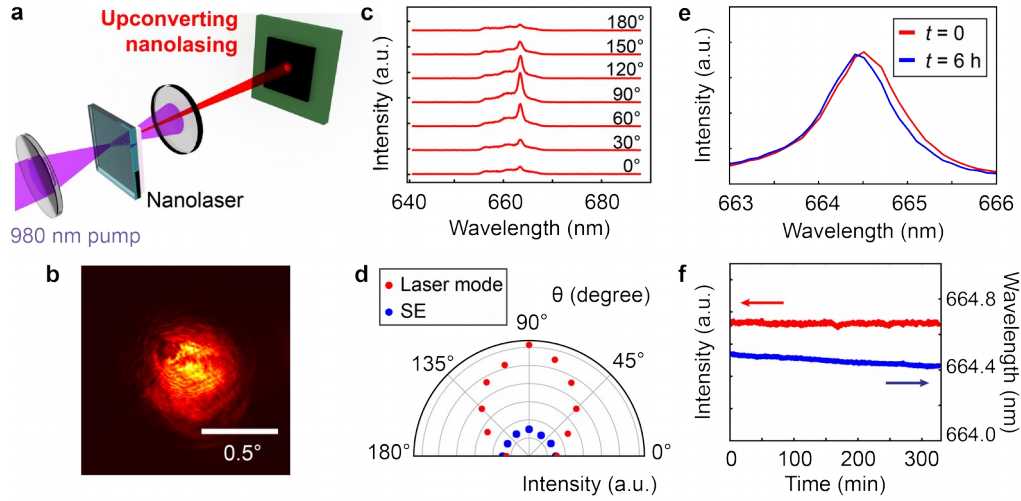 a
Upconverting
nanolasing
Nanolaser
980 nm pump
b
0.5°
c
Intensity (a.u.)
180°
150°
120°
90°
60°
30°
0°
640
660
680
Wavelength (nm)
d
Laser mode
SE
θ (degree)
90°
135°
45°
180°
0°
Intensity (a.u.)
e
Intensity (a.u.)
t = 0
t = 6 h
663
664
665
666
Wavelength (nm)
f
Intensity (a.u.)
664.8
664.4
664.0
Wavelength (nm)
0
100
200
300
Time (min)